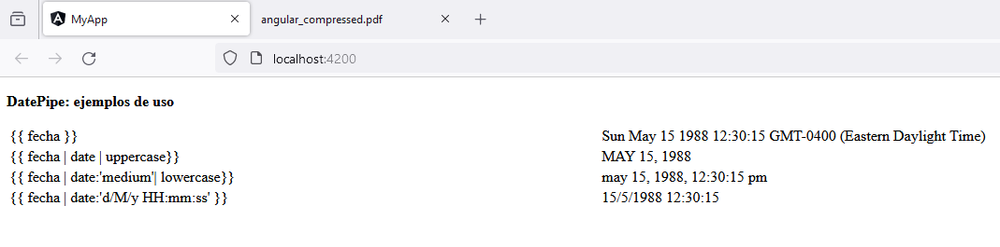 MyApp
angular_compressed.pdf
localhost:4200
DatePipe: ejemplos de uso
{{ fecha }} Sun May 15 1988 12:30:15 GMT-0400 (Eastern Daylight Time)
{{ fecha | date | uppercase}} MAY 15, 1988
{{ fecha | date:'medium'| lowercase}} may 15, 1988, 12:30:15 pm
{{ fecha | date:'d/M/y HH:mm:ss' }} 15/5/1988 12:30:15